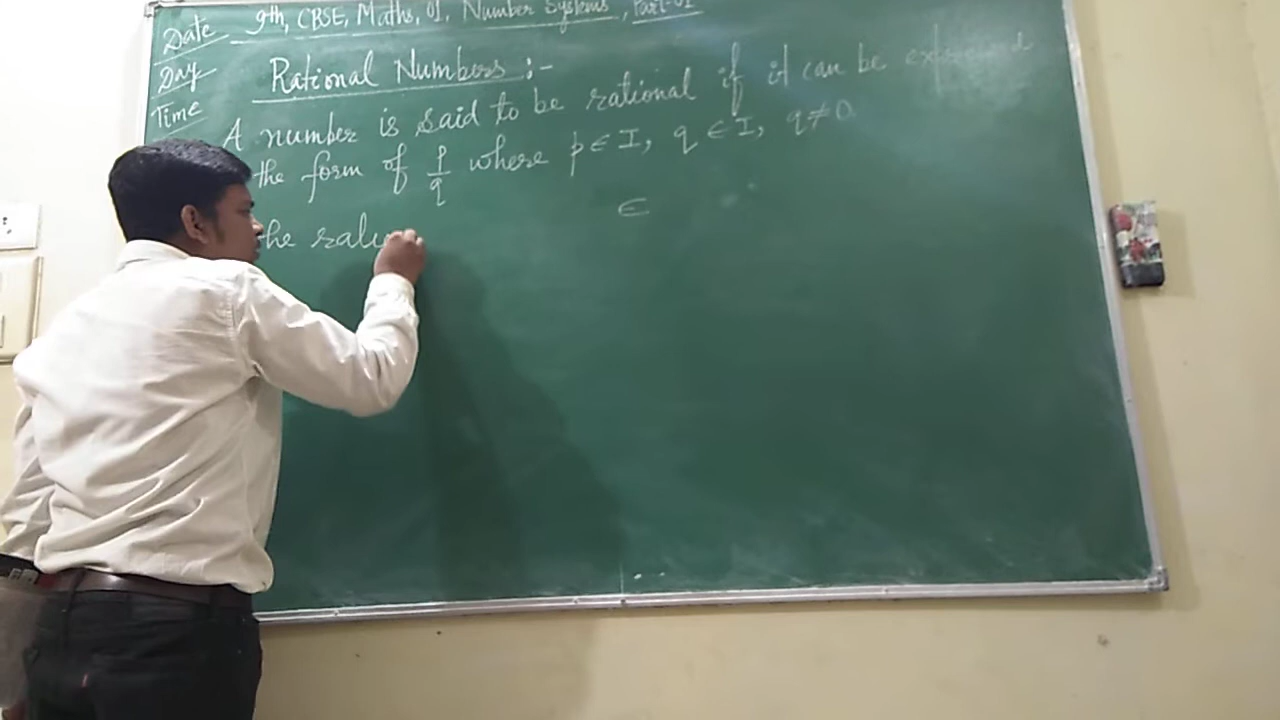 9th, CBSE, Maths, 01. Number Systems, Part-01
Date
Day
Time
Rational Numbers :-
A number is said to be rational if it can be expressed
the form of p/q where p ∈ I, q ∈ I, q ≠ 0
∈
he